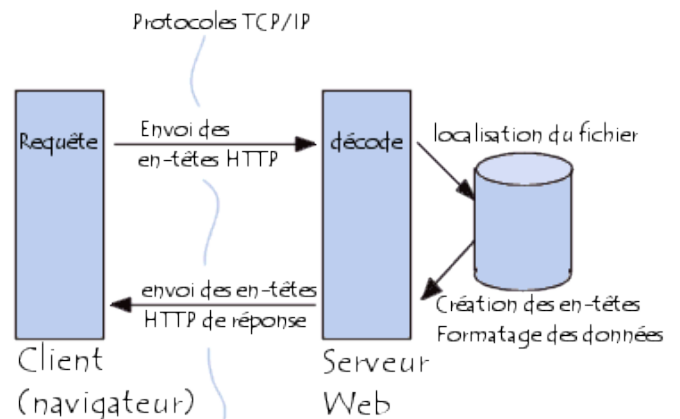 Protocoles TCP/IP
Requête
Envoi des
en-têtes HTTP
décode
localisation du fichier
envoi des en-têtes
HTTP de réponse
Création des en-têtes
Formatage des données
Client
(navigateur)
Serveur
Web